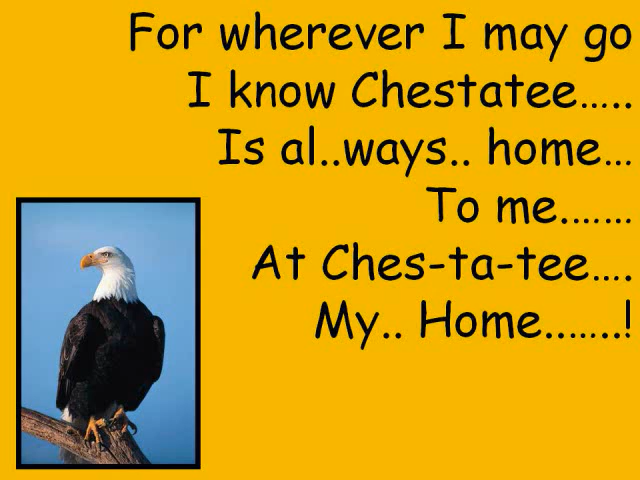 For wherever I may go
I know Chestatee…..
Is al..ways.. home…
To me.……
At Ches-ta-tee….
My.. Home…....!